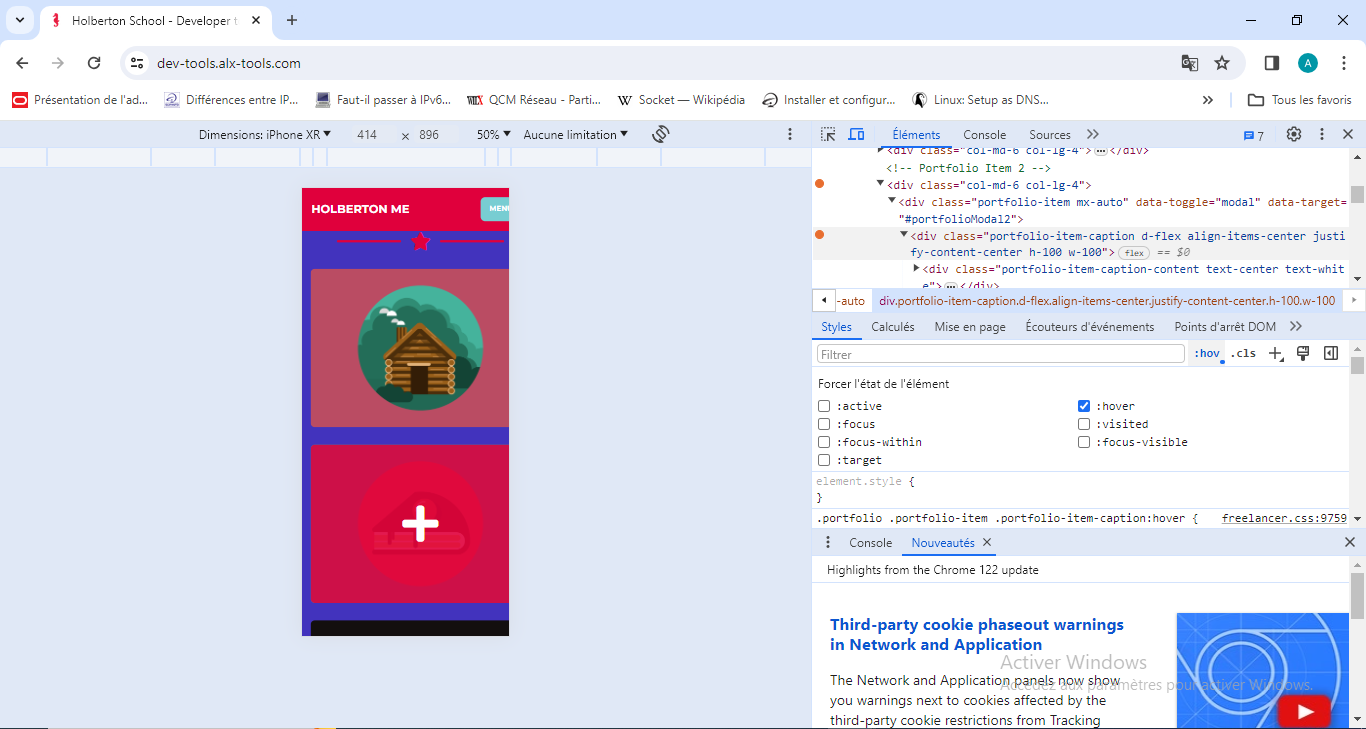 Holberton School - Developer t
dev-tools.alx-tools.com
A
Présentation de l'ad...
Différences entre IP...
Faut-il passer à IPv6...
QCM Réseau - Parti...
W Socket — Wikipédia
Installer et configur...
Linux: Setup as DNS...
Tous les favoris
Dimensions: iPhone XR 414 × 896 50% Aucune limitation
Éléments Console Sources 7
HOLBERTON ME
MENU
<div class="col-md-6 col-lg-4"> … </div>
<!-- Portfolio Item 2 -->
<div class="col-md-6 col-lg-4">
<div class="portfolio-item mx-auto" data-toggle="modal" data-target=
"#portfolioModal2">
<div class="portfolio-item-caption d-flex align-items-center justi
fy-content-center h-100 w-100"> flex == $0
<div class="portfolio-item-caption-content text-center text-whit
e"> … </div>
-auto div.portfolio-item-caption.d-flex.align-items-center.justify-content-center.h-100.w-100
Styles Calculés Mise en page Écouteurs d'événements Points d'arrêt DOM
Filtrer :hov .cls
Forcer l'état de l'élément
:active :hover
:focus :visited
:focus-within :focus-visible
:target
element.style {
}
.portfolio .portfolio-item .portfolio-item-caption:hover { freelancer.css:9759
Console Nouveautés
Highlights from the Chrome 122 update
Third-party cookie phaseout warnings
in Network and Application
The Network and Application panels now show
you warnings next to cookies affected by the
third-party cookie restrictions from Tracking
Activer Windows
Accédez aux paramètres pour activer Windows.